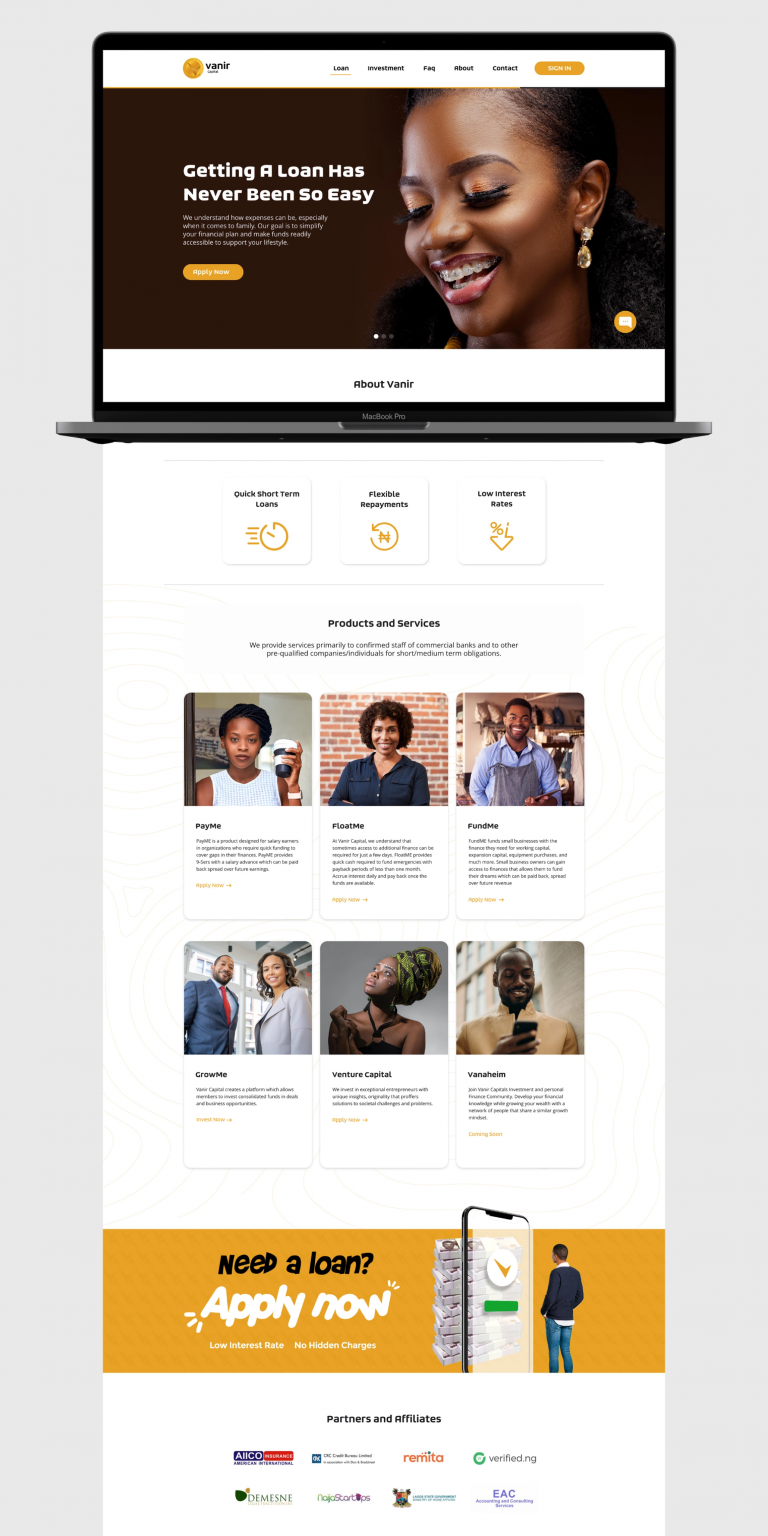 vanir
capital
Loan
Investment
Faq
About
Contact
SIGN IN
Getting A Loan Has
Never Been So Easy
We understand how expenses can be, especially
when it comes to family. Our goal is to simplify
your financial plan and make funds readily
accessible to support your lifestyle.
Apply Now
About Vanir
MacBook Pro
Quick Short Term
Loans
Flexible
Repayments
Low Interest
Rates
Products and Services
We provide services primarily to confirmed staff of commercial banks and to other
pre-qualified companies/individuals for short/medium term obligations.
PayMe
PayME is a product designed for salary earners
in organizations who require quick funding to
cover gaps in their finances. PayME provides
9-5ers with a salary advance which can be paid
back spread over future earnings.
Apply Now →
FloatMe
At Vanir Capital, we understand that
sometimes access to additional finance can be
required for just a few days. FloatME provides
quick cash required to fund emergencies with
payback periods of less than one month.
Accrue interest daily and pay back once the
funds are available.
Apply Now →
FundMe
FundME funds small businesses with the
finance they need for working capital,
expansion capital, equipment purchases, and
much more. Small business owners can gain
access to finances that allows them to fund
their dreams which can be paid back, spread
over future revenue
Apply Now →
GrowMe
Vanir Capital creates a platform which allows
members to invest consolidated funds in deals
and business opportunities.
Invest Now →
Venture Capital
We invest in exceptional entrepreneurs with
unique insights, originality that proffers
solutions to societal challenges and problems.
Apply Now →
Vanaheim
Join Vanir Capitals Investment and personal
Finance Community. Develop your financial
knowledge while growing your wealth with a
network of people that share a similar growth
mindset.
Coming Soon
Need a loan?
Apply now
Low Interest Rate No Hidden Charges
Partners and Affiliates
AIICO INSURANCE
AMERICAN INTERNATIONAL
CRC Credit Bureau Limited
in association with Dun & Bradstreet
remita
verified.ng
DEMESNE
NaijaStartUps
LAGOS STATE GOVERNMENT
EAC
Accounting and Consulting
Services